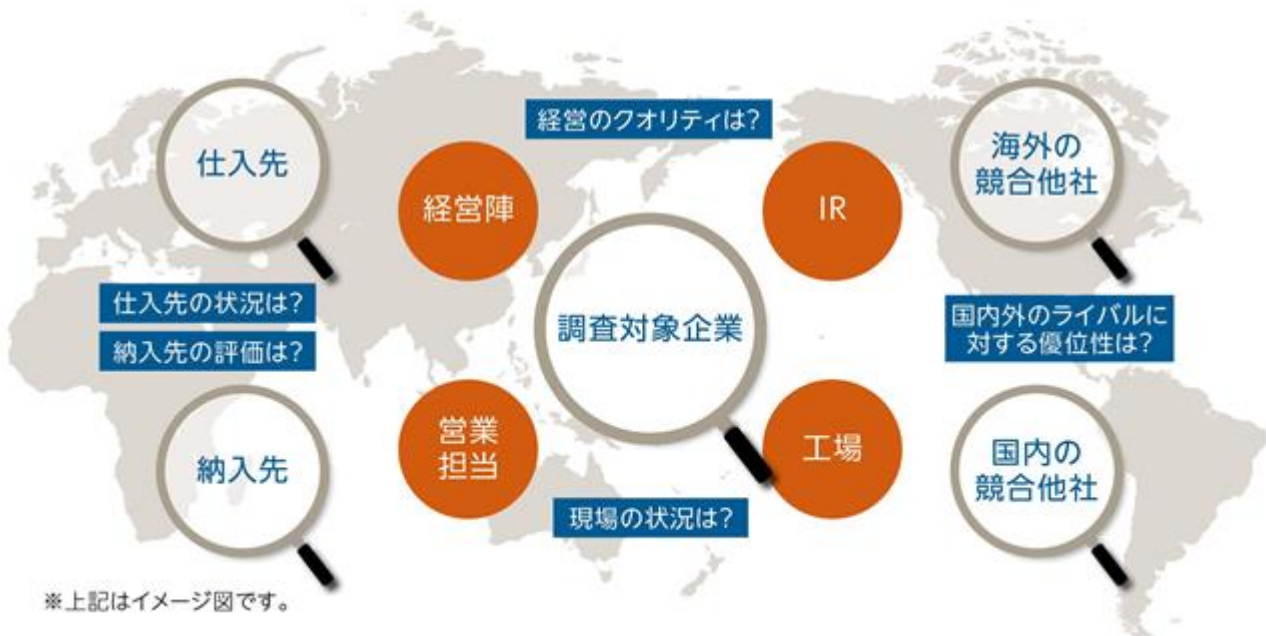 経営のクオリティは?
仕入先
経営陣
IR
海外の
競合他社
調査対象企業
仕入先の状況は?
納入先の評価は?
国内外のライバルに
対する優位性は?
納入先
営業
担当
工場
国内の
競合他社
現場の状況は?
※上記はイメージ図です。